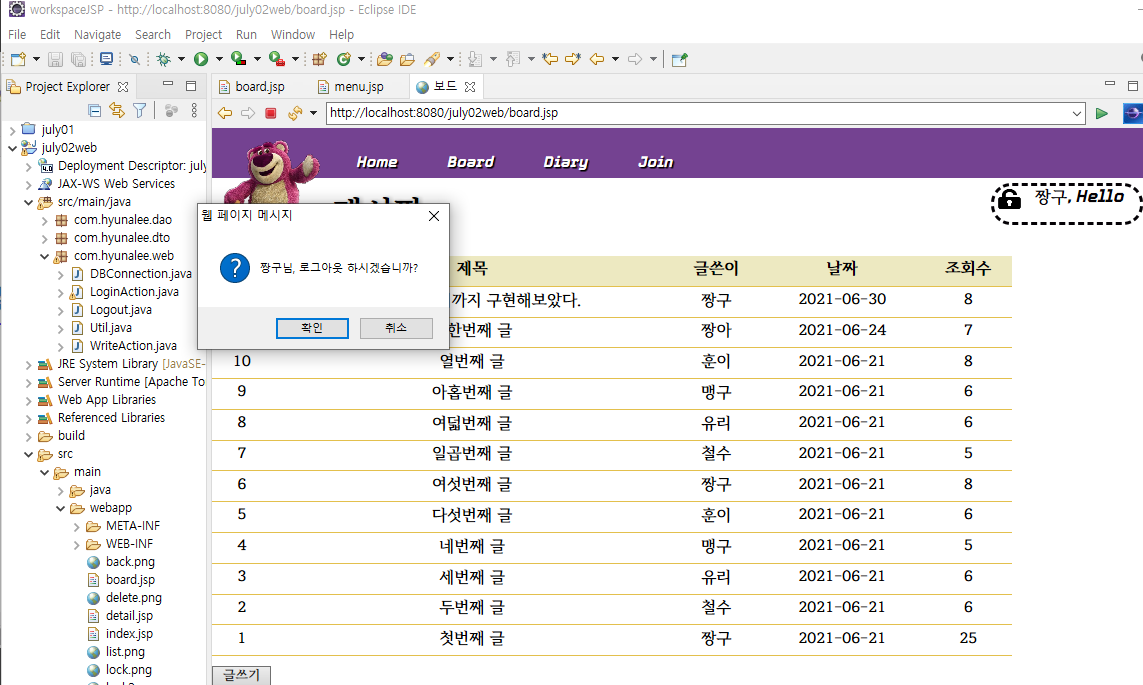 workspaceJSP - http://localhost:8080/july02web/board.jsp - Eclipse IDE
File Edit Navigate Search Project Run Window Help
Project Explorer
board.jsp menu.jsp 보드
http://localhost:8080/july02web/board.jsp
july01
july02web
Deployment Descriptor: july
JAX-WS Web Services
src/main/java
com.hyunalee.dao
com.hyunalee.dto
com.hyunalee.web
DBConnection.java
LoginAction.java
Logout.java
Util.java
WriteAction.java
JRE System Library [JavaSE-
Server Runtime [Apache To
Web App Libraries
Referenced Libraries
build
src
main
java
webapp
META-INF
WEB-INF
back.png
board.jsp
delete.png
detail.jsp
index.jsp
list.png
lock.png
Home Board Diary Join
짱구, Hello
웹 페이지 메시지
짱구님, 로그아웃 하시겠습니까?
확인 취소
제목 글쓴이 날짜 조회수
까지 구현해보았다. 짱구 2021-06-30 8
한번째 글 짱아 2021-06-24 7
10 열번째 글 훈이 2021-06-21 8
9 아홉번째 글 맹구 2021-06-21 6
8 여덟번째 글 유리 2021-06-21 6
7 일곱번째 글 철수 2021-06-21 5
6 여섯번째 글 짱구 2021-06-21 8
5 다섯번째 글 훈이 2021-06-21 6
4 네번째 글 맹구 2021-06-21 5
3 세번째 글 유리 2021-06-21 6
2 두번째 글 철수 2021-06-21 6
1 첫번째 글 짱구 2021-06-21 25
글쓰기